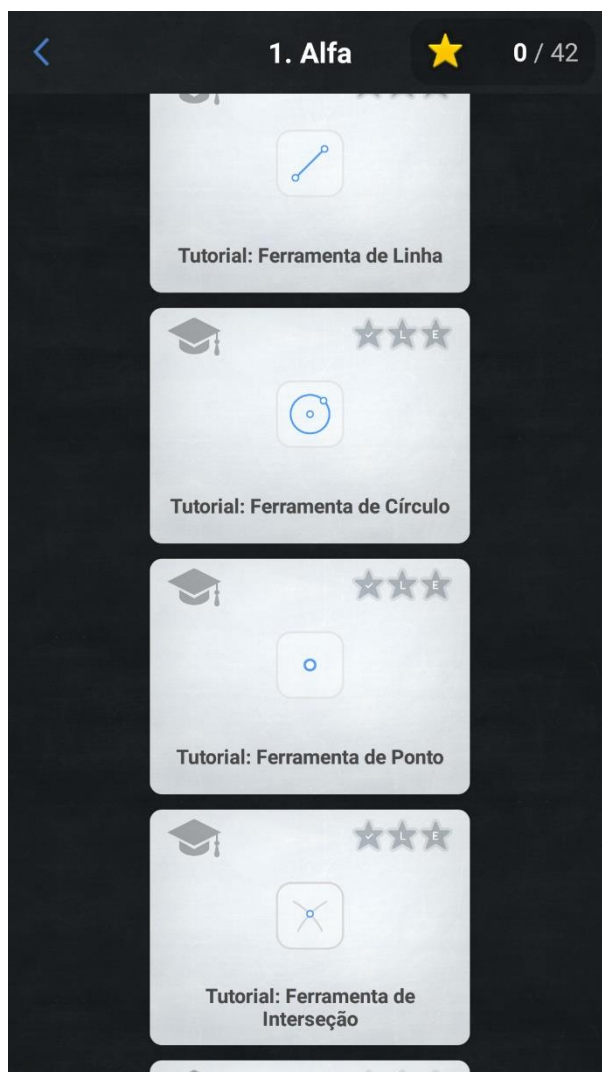 1. Alfa
0 / 42
Tutorial: Ferramenta de Linha
L E
Tutorial: Ferramenta de Círculo
L E
Tutorial: Ferramenta de Ponto
L E
Tutorial: Ferramenta de
Interseção